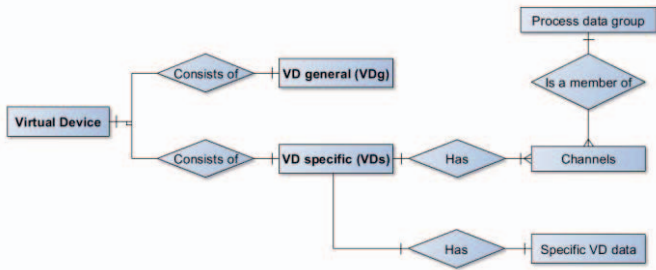 Process data group
Consists of
VD general (VDg)
Is a member of
Virtual Device
Consists of
VD specific (VDs)
Has
Channels
Has
Specific VD data